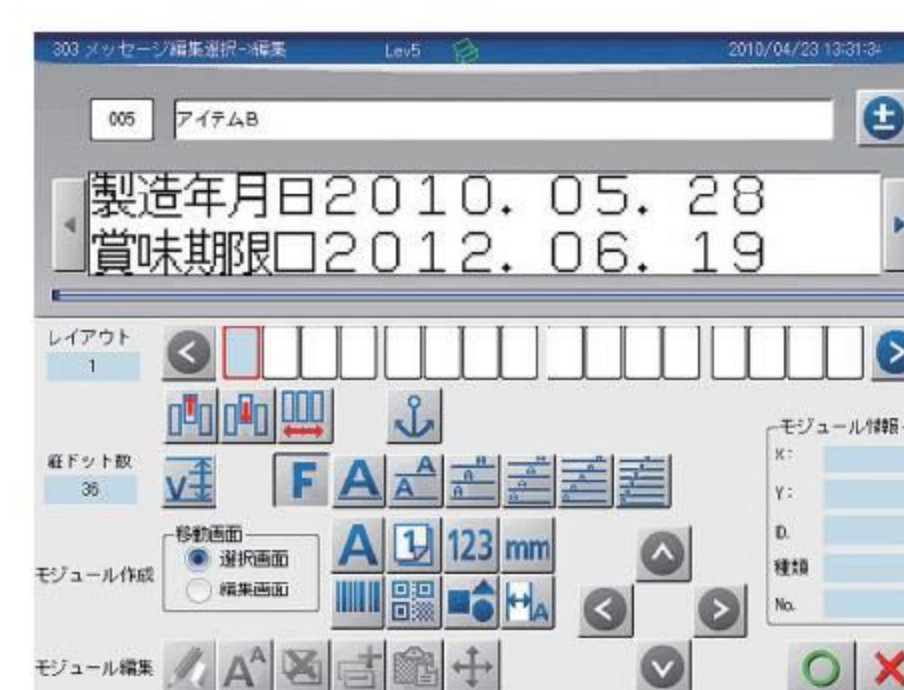 303 メッセージ編集選択->編集 Lev5 2010/04/23 13:31:34
005 アイテムB
製造年月日2010. 05. 28
賞味期限□2012. 06. 19
レイアウト
1
縦ドット数
36
V F A A A
モジュール情報
X:
Y:
ID.
種類
No.
移動画面
選択画面
編集画面
モジュール作成
A 1 123 mm
A
モジュール編集
A A